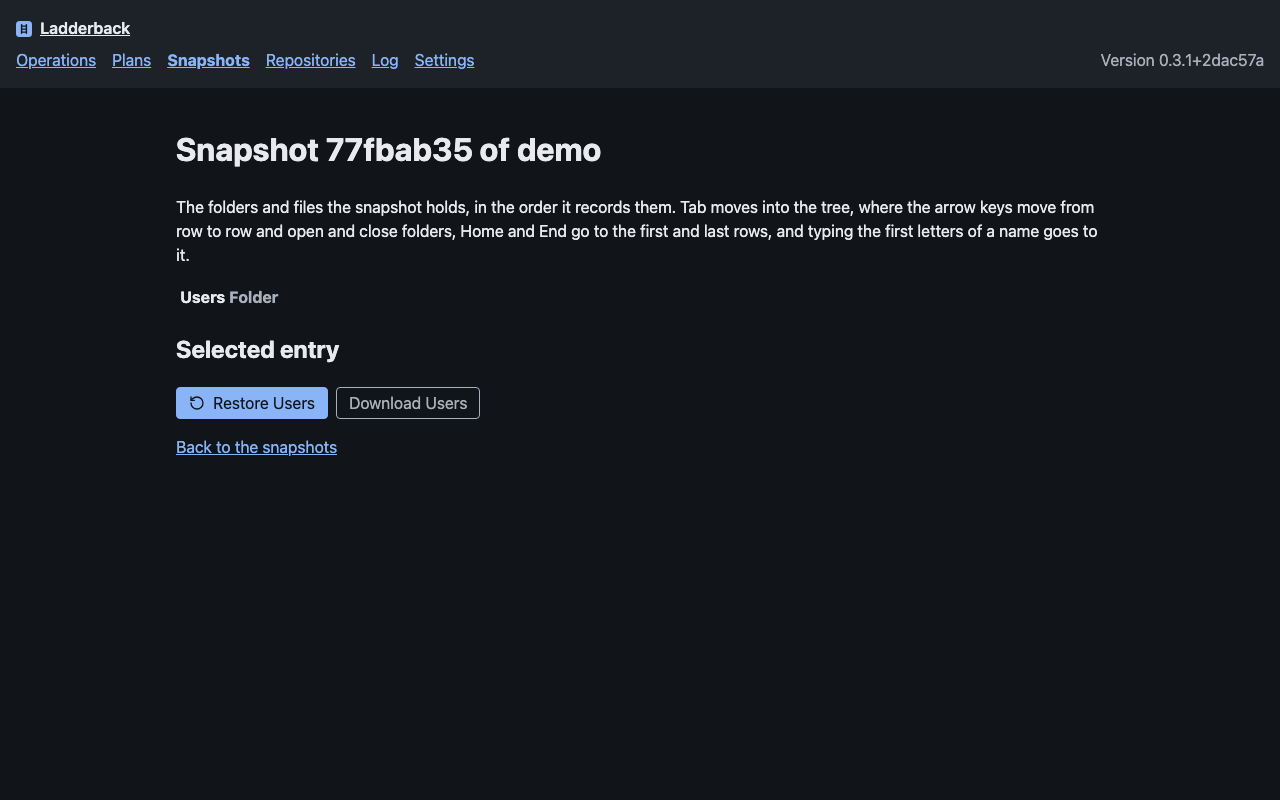 Ladderback
Operations Plans Snapshots Repositories Log Settings Version 0.3.1+2dac57a
Snapshot 77fbab35 of demo
The folders and files the snapshot holds, in the order it records them. Tab moves into the tree, where the arrow keys move from
row to row and open and close folders, Home and End go to the first and last rows, and typing the first letters of a name goes to
it.
Users Folder
Selected entry
Restore Users Download Users
Back to the snapshots